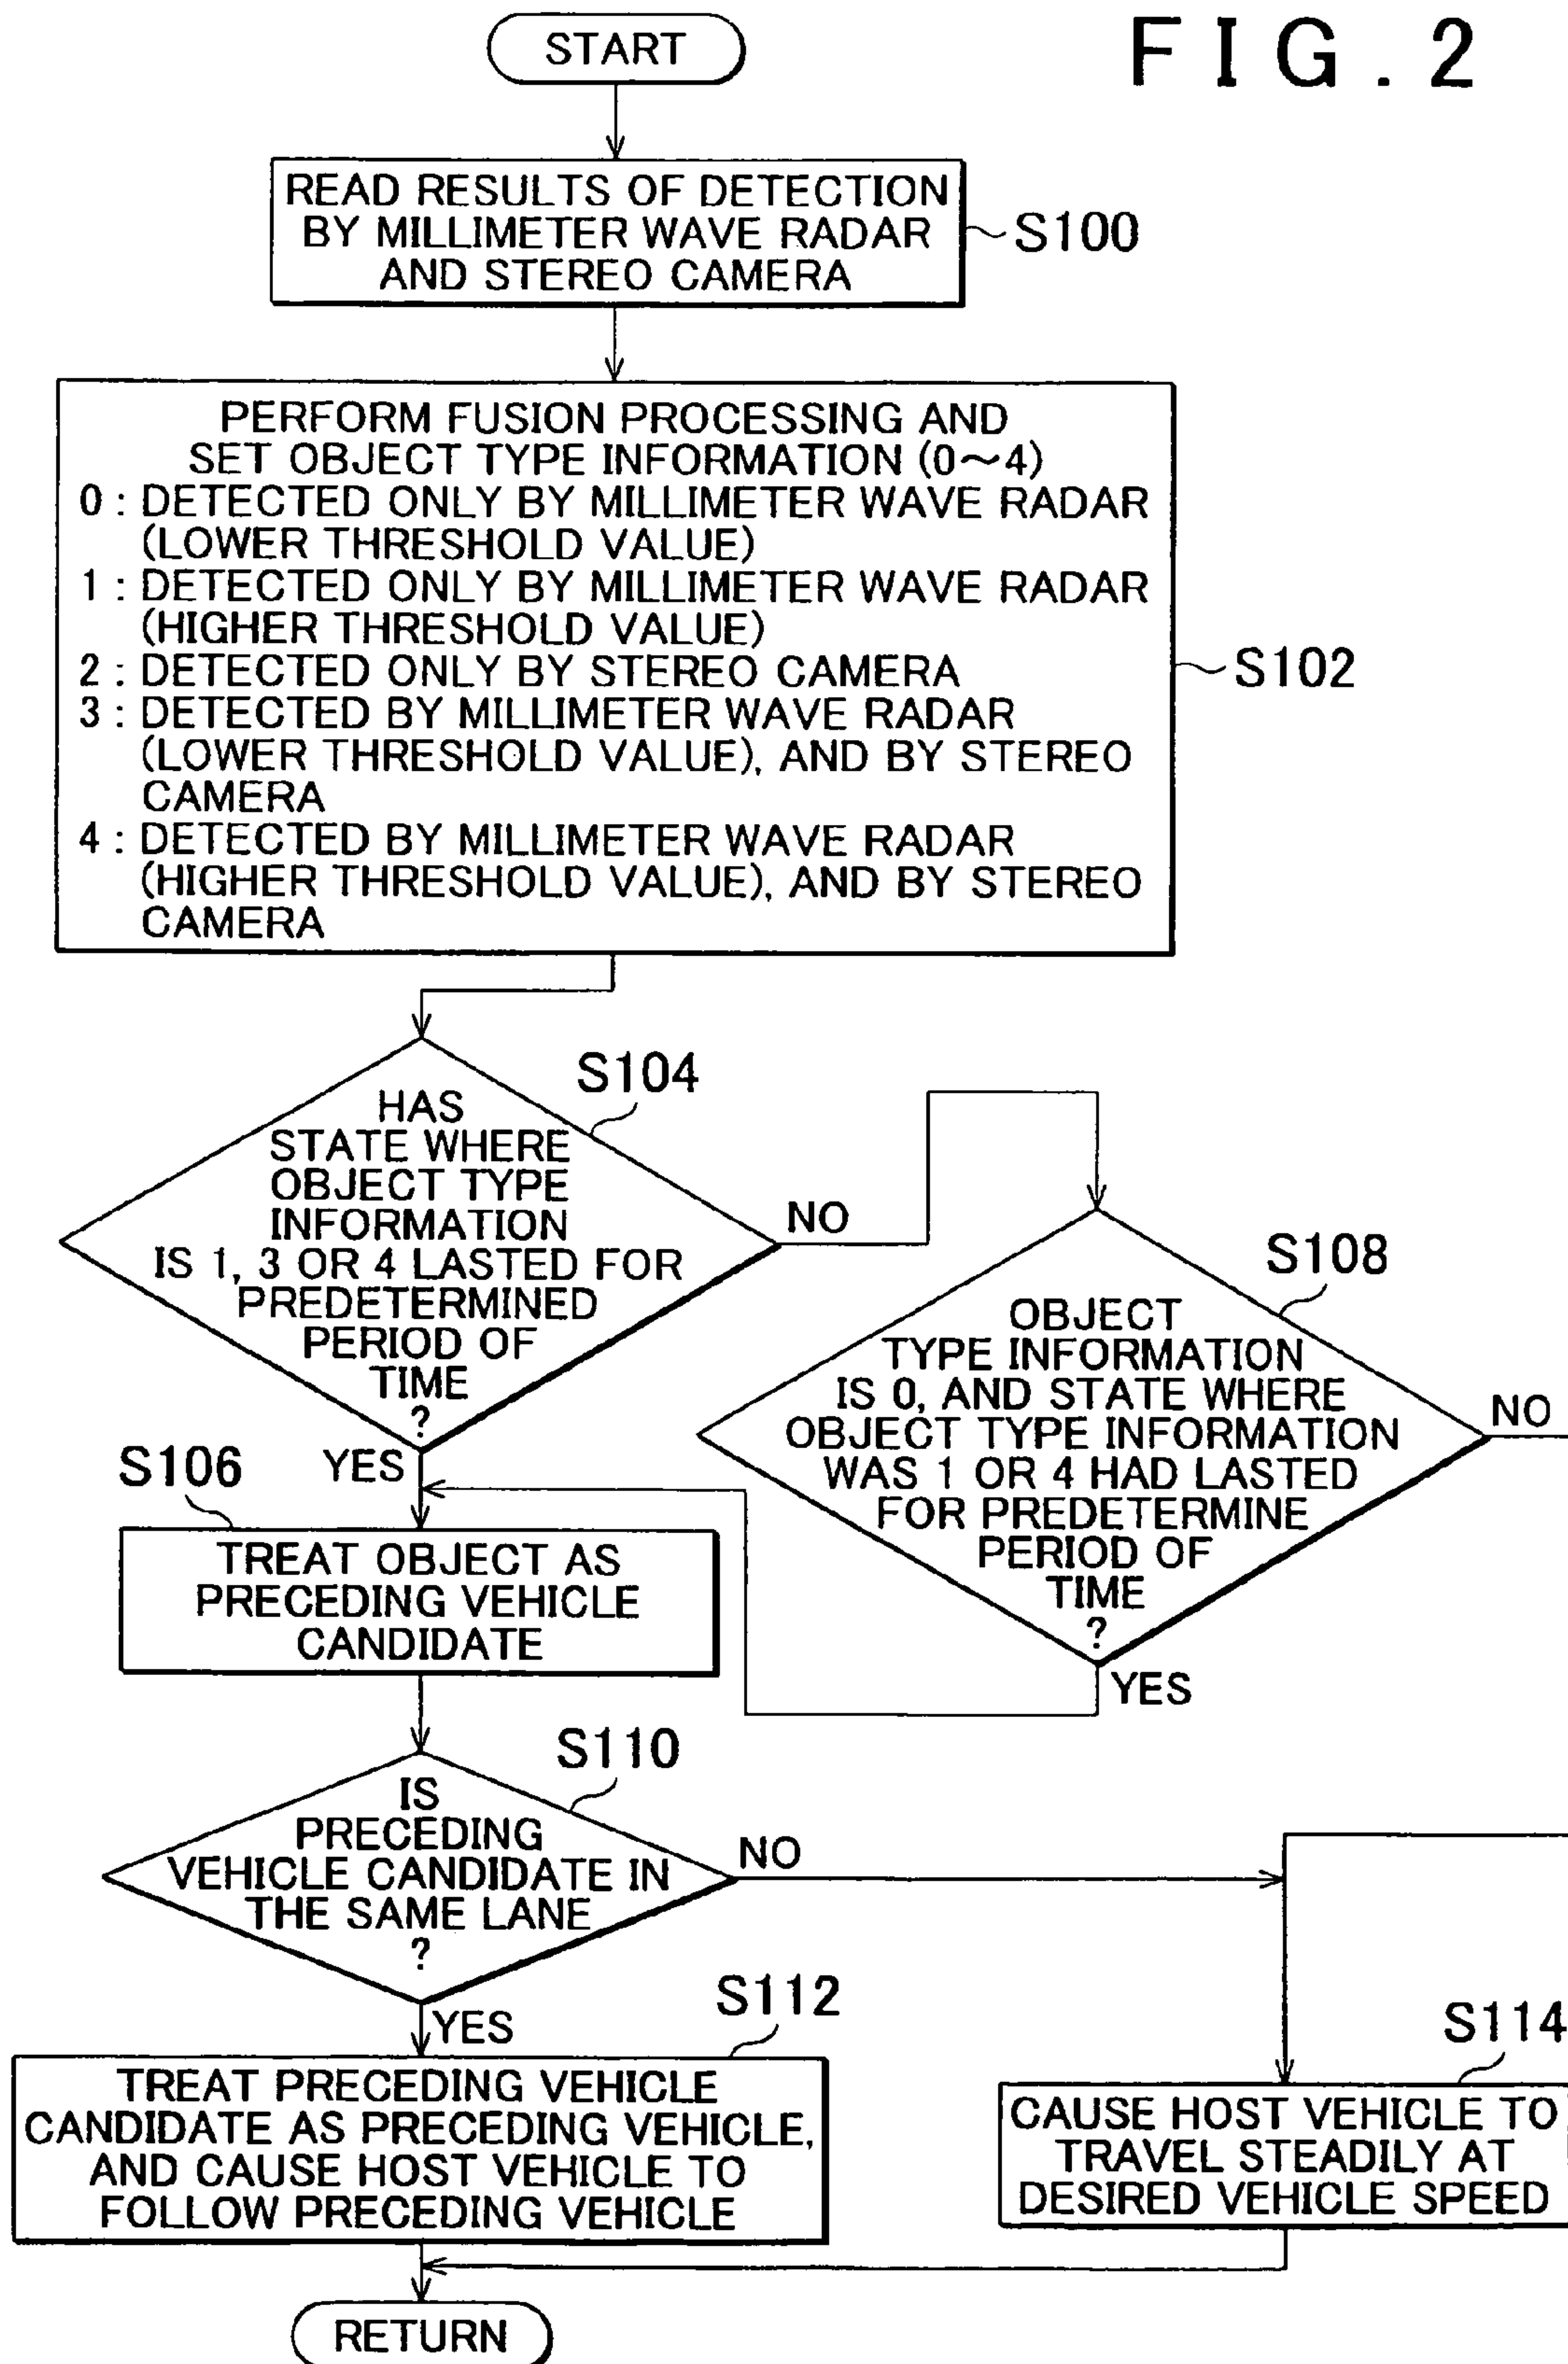 START
F I G . 2
READ RESULTS OF DETECTION
BY MILLIMETER WAVE RADAR
AND STEREO CAMERA
S100
PERFORM FUSION PROCESSING AND
SET OBJECT TYPE INFORMATION (0～4)
0 : DETECTED ONLY BY MILLIMETER WAVE RADAR
(LOWER THRESHOLD VALUE)
1 : DETECTED ONLY BY MILLIMETER WAVE RADAR
(HIGHER THRESHOLD VALUE)
2 : DETECTED ONLY BY STEREO CAMERA
3 : DETECTED BY MILLIMETER WAVE RADAR
(LOWER THRESHOLD VALUE), AND BY STEREO
CAMERA
4 : DETECTED BY MILLIMETER WAVE RADAR
(HIGHER THRESHOLD VALUE), AND BY STEREO
CAMERA
S102
S104
HAS
STATE WHERE
OBJECT TYPE
INFORMATION
IS 1, 3 OR 4 LASTED FOR
PREDETERMINED
PERIOD OF
TIME
?
NO
YES
S108
OBJECT
TYPE INFORMATION
IS 0, AND STATE WHERE
OBJECT TYPE INFORMATION
WAS 1 OR 4 HAD LASTED
FOR PREDETERMINE
PERIOD OF
TIME
?
NO
YES
S106
TREAT OBJECT AS
PRECEDING VEHICLE
CANDIDATE
S110
IS
PRECEDING
VEHICLE CANDIDATE IN
THE SAME LANE
?
NO
YES
S112
TREAT PRECEDING VEHICLE
CANDIDATE AS PRECEDING VEHICLE,
AND CAUSE HOST VEHICLE TO
FOLLOW PRECEDING VEHICLE
S114
CAUSE HOST VEHICLE TO
TRAVEL STEADILY AT
DESIRED VEHICLE SPEED
RETURN